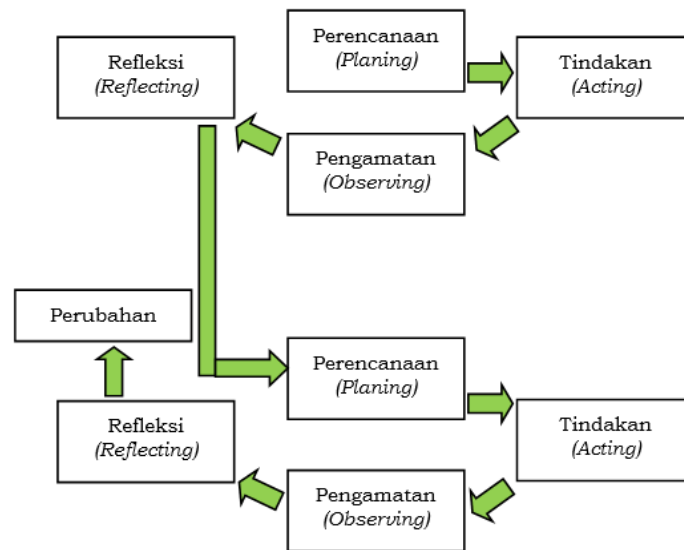 Perencanaan
(Planing)
Tindakan
(Acting)
Pengamatan
(Observing)
Refleksi
(Reflecting)
Perencanaan
(Planing)
Tindakan
(Acting)
Pengamatan
(Observing)
Refleksi
(Reflecting)
Perubahan